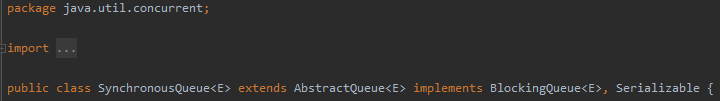 package java.util.concurrent;
import ...
public class SynchronousQueue<E> extends AbstractQueue<E> implements BlockingQueue<E>, Serializable {